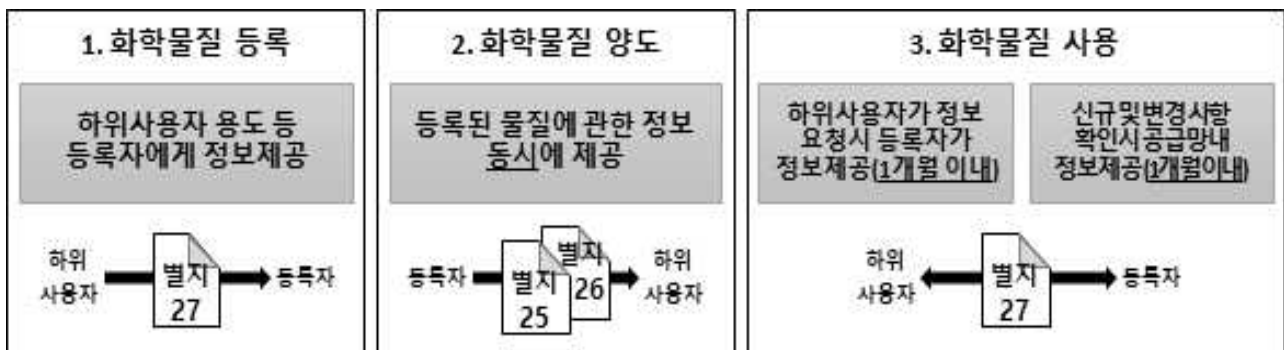 1. 화학물질 등록
하위사용자 용도 등
등록자에게 정보제공
하위
사용자
별지
27
등록자
2. 화학물질 양도
등록된 물질에 관한 정보
동시에 제공
등록자
별지
25
별지
26
하위
사용자
3. 화학물질 사용
하위사용자가 정보
요청시 등록자가
정보제공(1개월 이내)
신규및변경사항
확인시공급망내
정보제공(1개월이내)
하위
사용자
별지
27
등록자